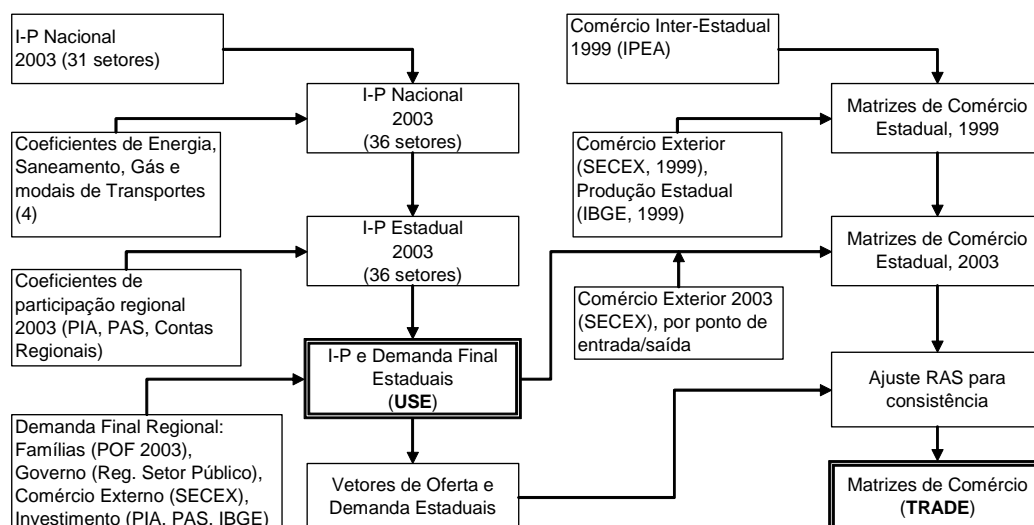 I-P Nacional
2003 (31 setores)
Comércio Inter-Estadual
1999 (IPEA)
I-P Nacional
2003
(36 setores)
Matrizes de Comércio
Estadual, 1999
Coeficientes de Energia,
Saneamento, Gás e
modais de Transportes
(4)
Comércio Exterior
(SECEX, 1999),
Produção Estadual
(IBGE, 1999)
I-P Estadual
2003
(36 setores)
Matrizes de Comércio
Estadual, 2003
Coeficientes de
participação regional
2003 (PIA, PAS, Contas
Regionais)
Comércio Exterior 2003
(SECEX), por ponto de
entrada/saída
I-P e Demanda Final
Estaduais
(USE)
Ajuste RAS para
consistência
Demanda Final Regional:
Famílias (POF 2003),
Governo (Reg. Setor Público),
Comércio Externo (SECEX),
Investimento (PIA, PAS, IBGE)
Vetores de Oferta e
Demanda Estaduais
Matrizes de Comércio
(TRADE)